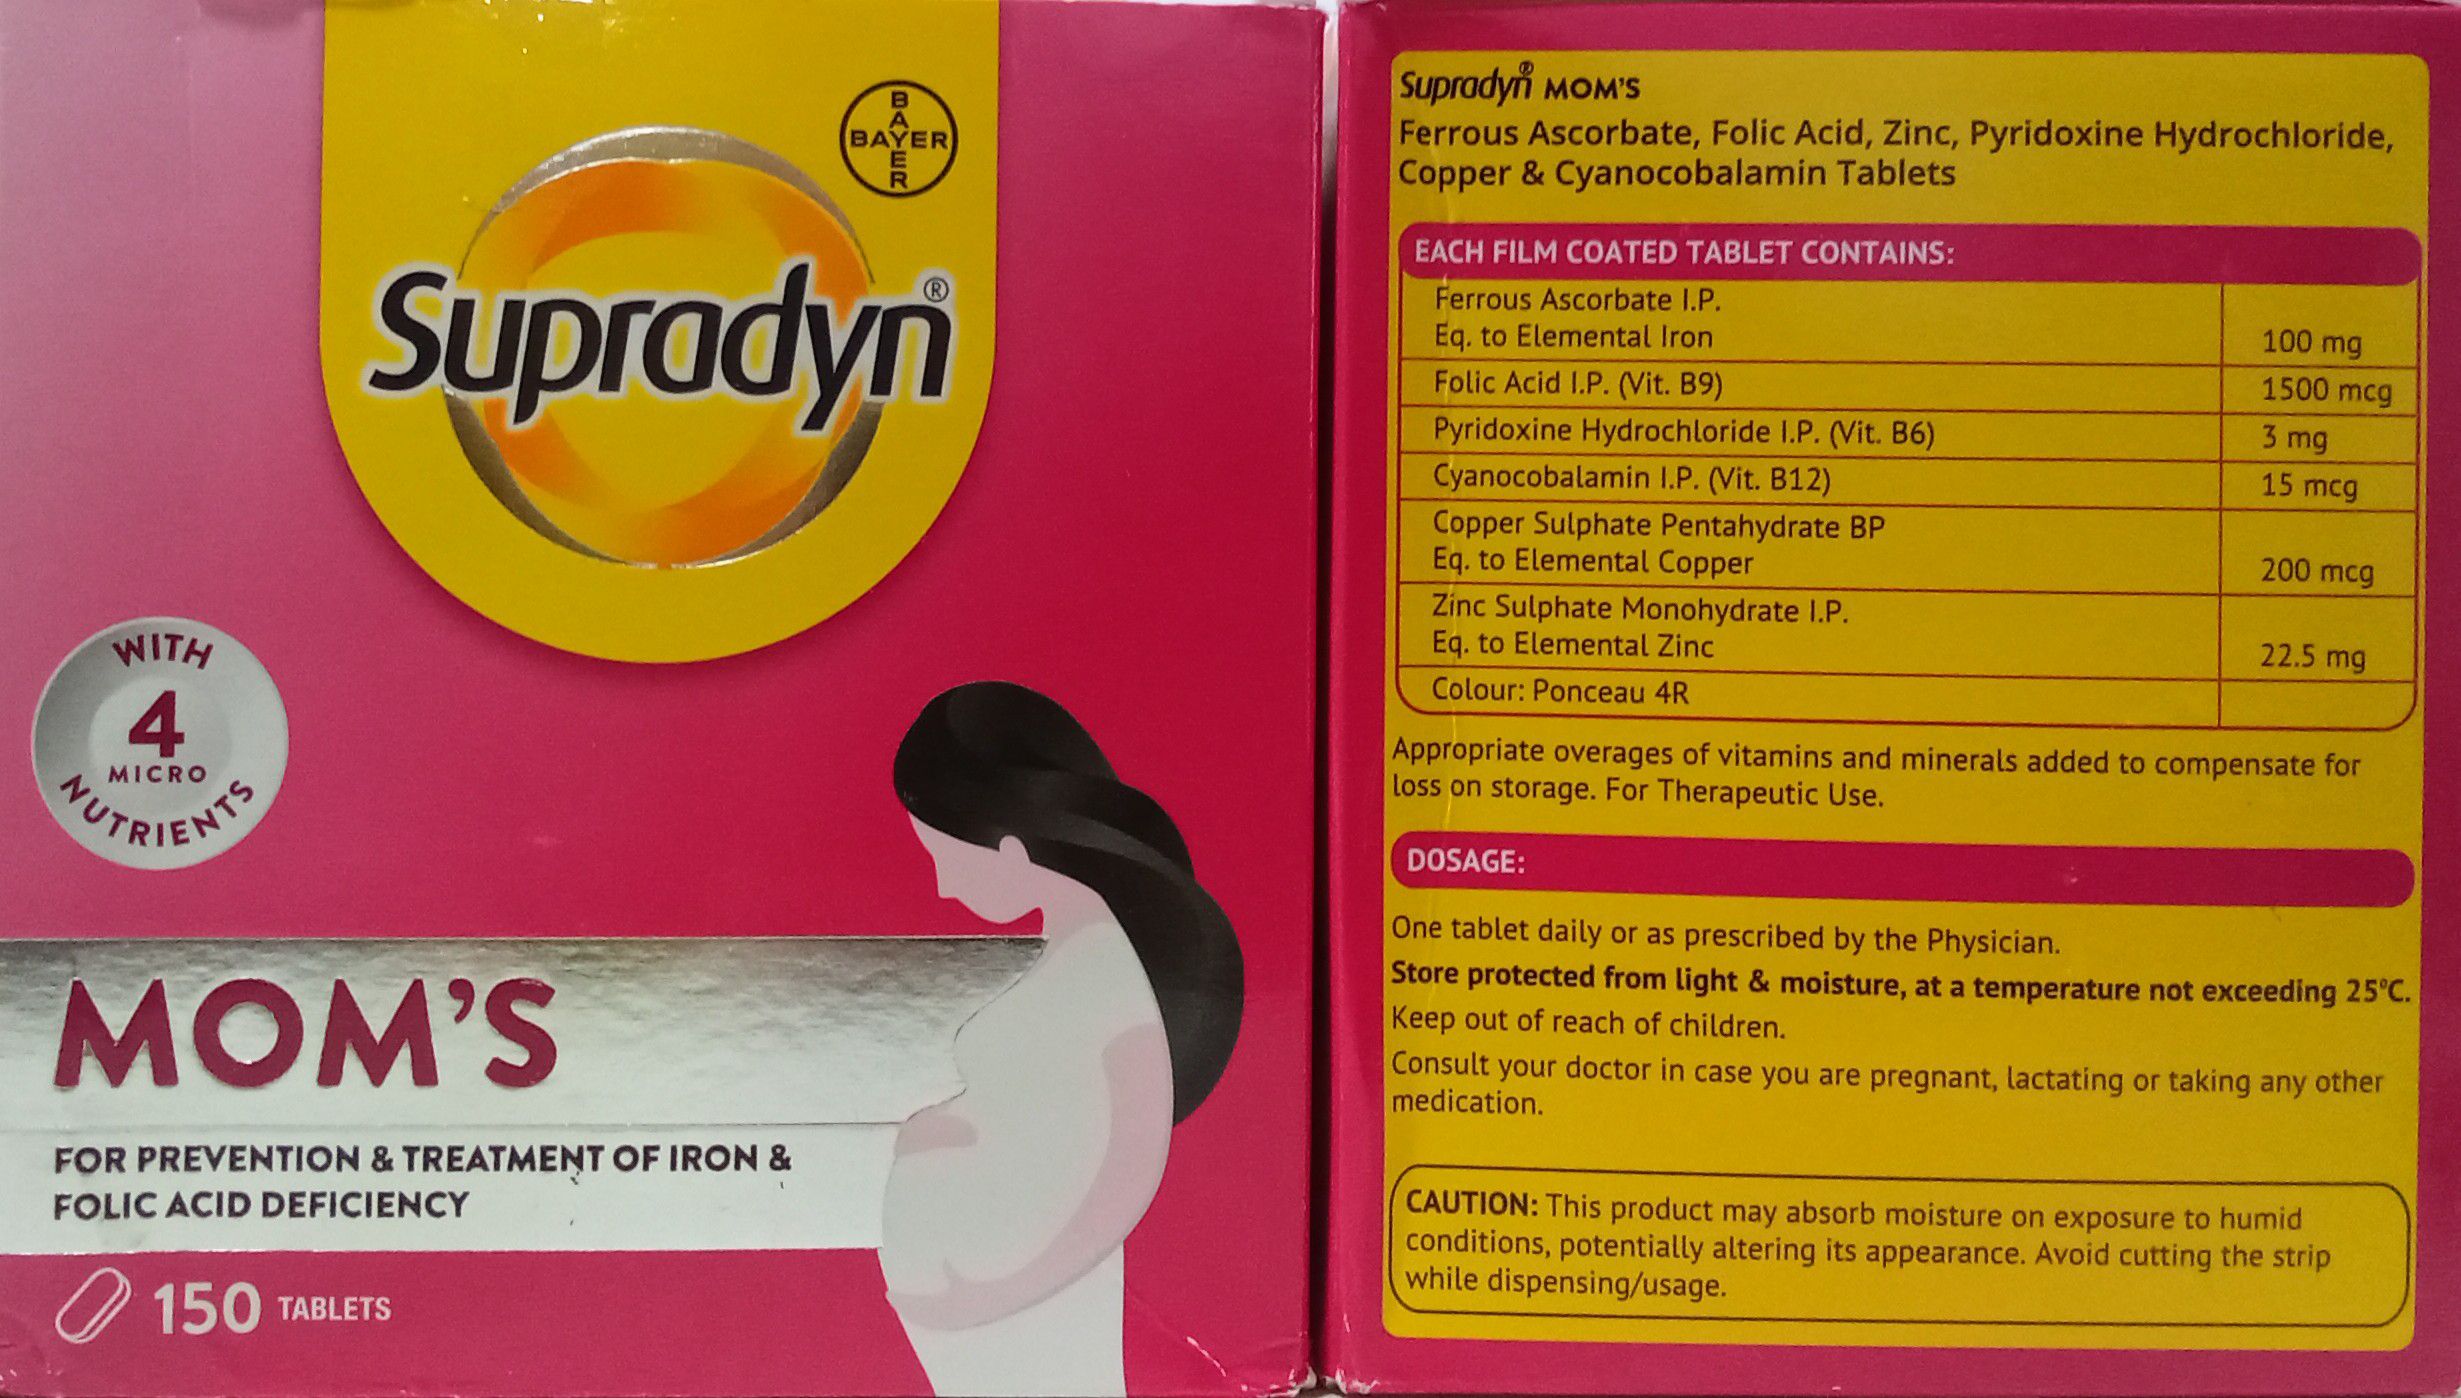 BAYER
BAYER
Supradyn®
WITH
4
MICRO
NUTRIENTS
MOM'S
FOR PREVENTION & TREATMENT OF IRON &
FOLIC ACID DEFICIENCY
150 TABLETS
Supradyn® MOM'S
Ferrous Ascorbate, Folic Acid, Zinc, Pyridoxine Hydrochloride,
Copper & Cyanocobalamin Tablets
EACH FILM COATED TABLET CONTAINS:
Ferrous Ascorbate I.P.
Eq. to Elemental Iron 100 mg
Folic Acid I.P. (Vit. B9) 1500 mcg
Pyridoxine Hydrochloride I.P. (Vit. B6) 3 mg
Cyanocobalamin I.P. (Vit. B12) 15 mcg
Copper Sulphate Pentahydrate BP
Eq. to Elemental Copper 200 mcg
Zinc Sulphate Monohydrate I.P.
Eq. to Elemental Zinc 22.5 mg
Colour: Ponceau 4R
Appropriate overages of vitamins and minerals added to compensate for
loss on storage. For Therapeutic Use.
DOSAGE:
One tablet daily or as prescribed by the Physician.
Store protected from light & moisture, at a temperature not exceeding 25°C.
Keep out of reach of children.
Consult your doctor in case you are pregnant, lactating or taking any other
medication.
CAUTION: This product may absorb moisture on exposure to humid
conditions, potentially altering its appearance. Avoid cutting the strip
while dispensing/usage.